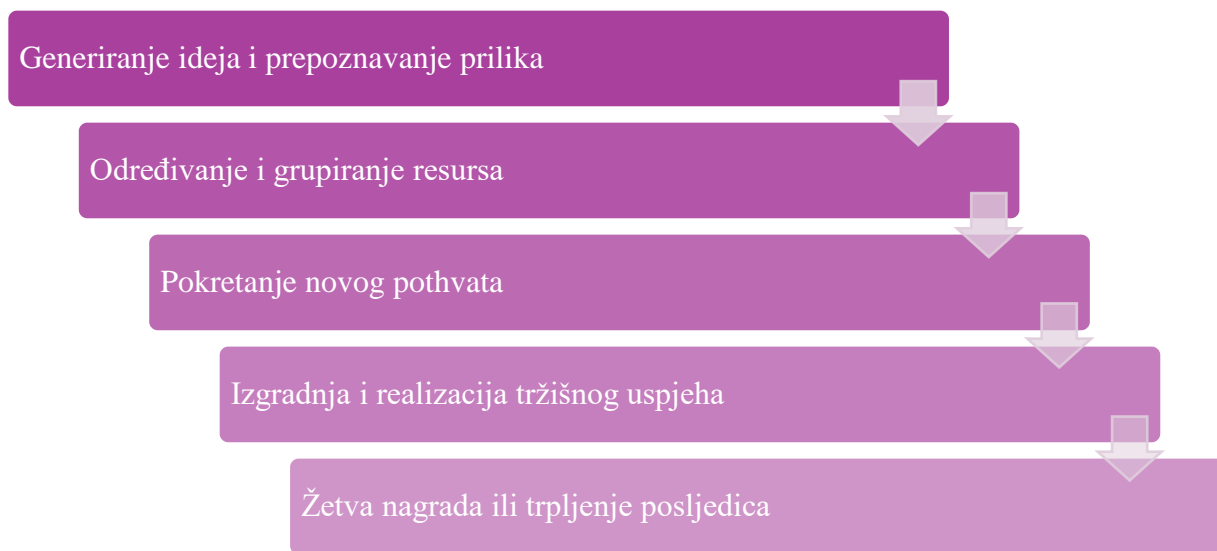 Generiranje ideja i prepoznavanje prilika
Određivanje i grupiranje resursa
Pokretanje novog pothvata
Izgradnja i realizacija tržišnog uspjeha
Žetva nagrada ili trpljenje posljedica